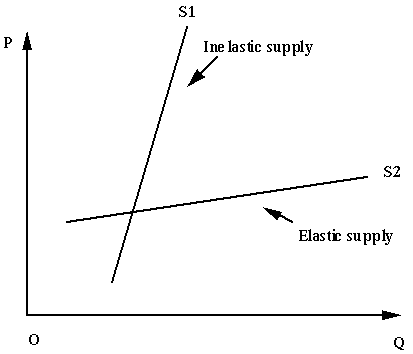 S1
P
Inelastic supply
S2
Elastic supply
O
Q